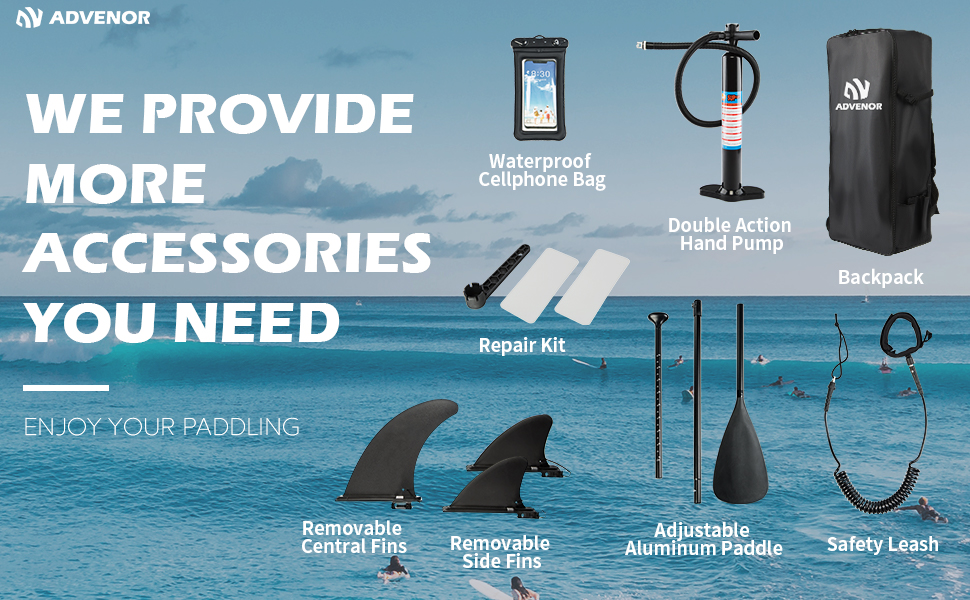 ADVENOR
WE PROVIDE
MORE
ACCESSORIES
YOU NEED
ENJOY YOUR PADDLING
Waterproof
Cellphone Bag
Double Action
Hand Pump
ADVENOR
Backpack
Repair Kit
Removable
Central Fins
Removable
Side Fins
Adjustable
Aluminum Paddle
Safety Leash